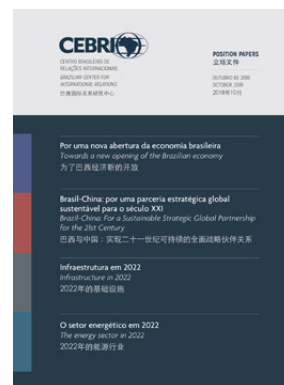 CEBRI
CENTRO BRASILEIRO DE
RELAÇÕES INTERNACIONAIS
BRAZILIAN CENTER FOR
INTERNATIONAL RELATIONS
巴西国际关系研究中心
POSITION PAPERS
立场文件
OUTUBRO DE 2018
OCTOBER, 2018
2018年10月
Por uma nova abertura da economia brasileira
Towards a new opening of the Brazilian economy
为了巴西经济新的开放
Brasil-China: por uma parceria estratégica global
sustentável para o século XXI
Brazil-China: For a Sustainable Strategic Global Partnership
for the 21st Century
巴西与中国：实现二十一世纪可持续的全面战略伙伴关系
Infraestrutura em 2022
Infrastructure in 2022
2022年的基础设施
O setor energético em 2022
The energy sector in 2022
2022年的能源行业